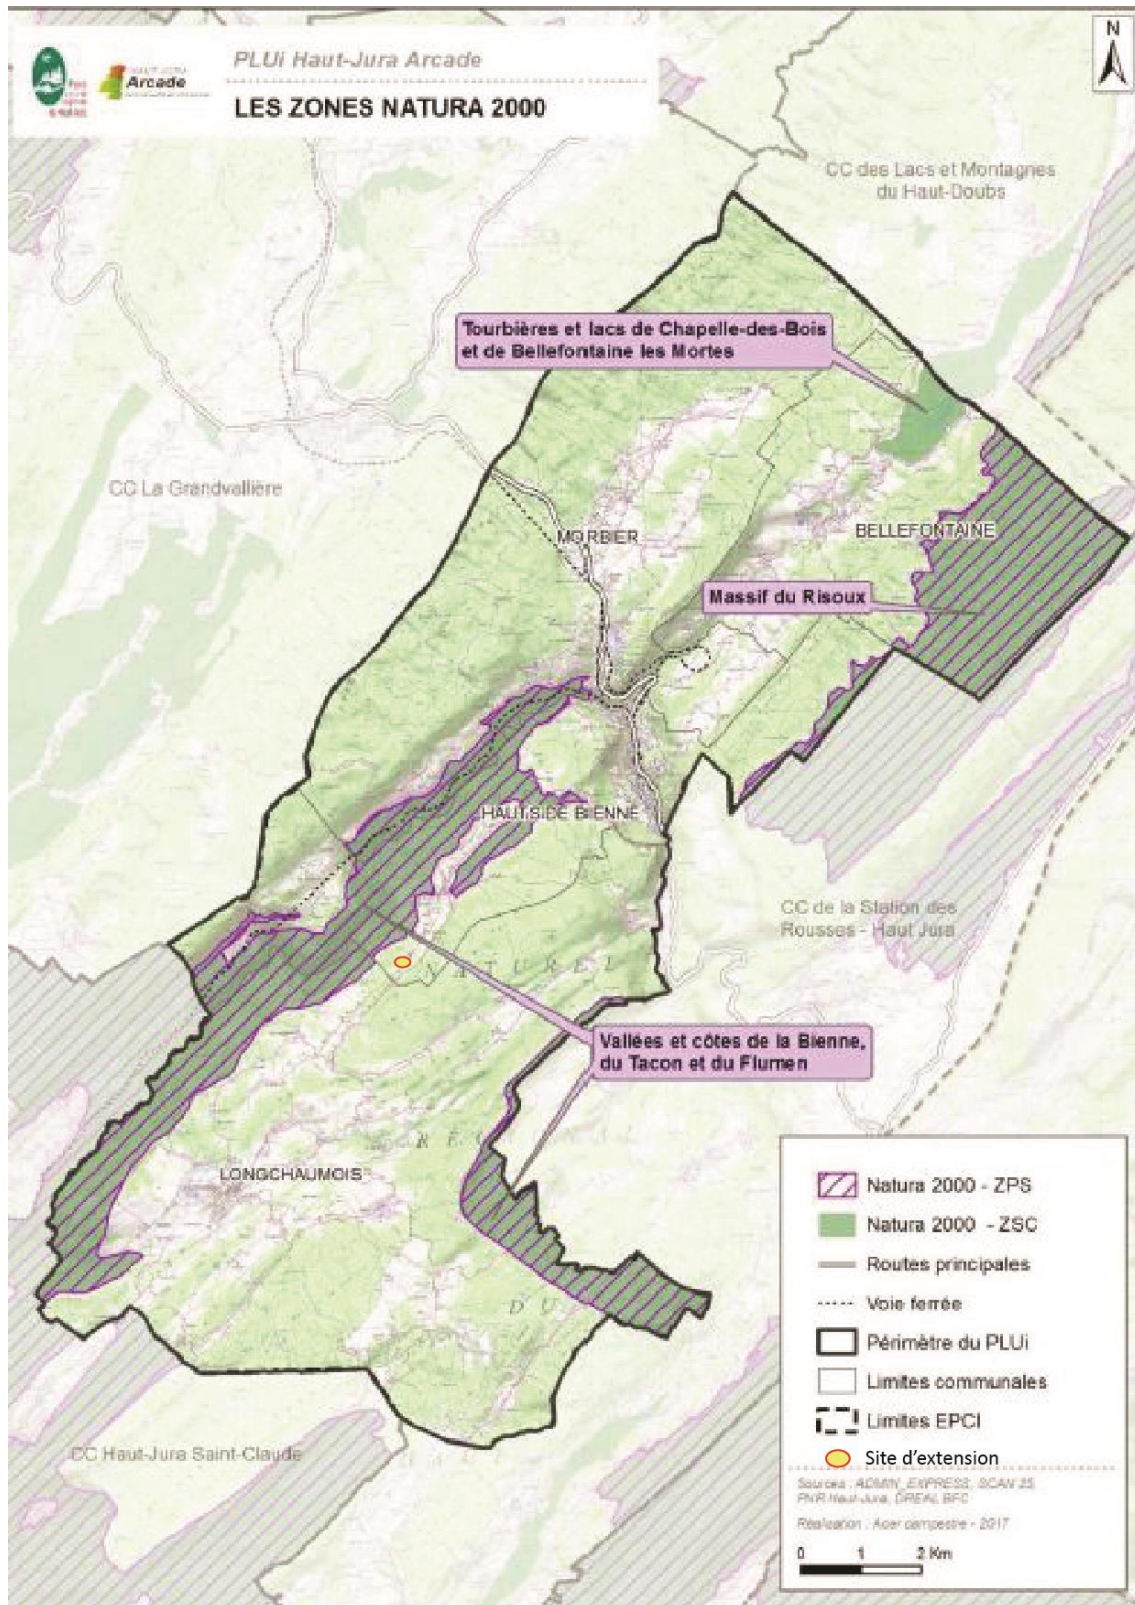 N
PLUi Haut-Jura Arcade
HAUT-JURA
Arcade
LES ZONES NATURA 2000
CC des Lacs et Montagnes
du Haut-Doubs
Tourbières et lacs de Chapelle-des-Bois
et de Bellefontaine les Mortes
CC La Grandvallière
MORBIER
BELLEFONTAINE
Massif du Risoux
HAUTS DE BIENNE
CC de la Station des
Rousses - Haut Jura
NATUREL
Vallées et côtes de la Bienne,
du Tacon et du Flumen
RÉGIONAL
LONGCHAUMOIS
DU
CC Haut-Jura Saint-Claude
Natura 2000 - ZPS
Natura 2000 - ZSC
Routes principales
Voie ferrée
Périmètre du PLUi
Limites communales
Limites EPCI
Site d'extension
Sources : ADMIN_EXPRESS, SCAN 25,
PNR Haut-Jura, DREAL BFC
Réalisation : Acer campestre - 2017
0 1 2 Km